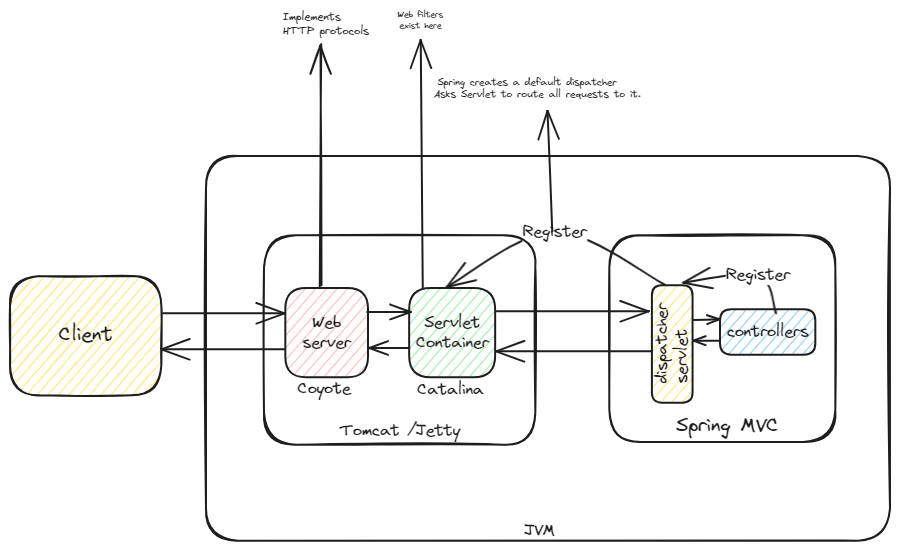 Implements
HTTP protocols
Web filters
exist here
Spring creates a default dispatcher
Asks Servlet to route all requests to it.
Register
Register
Client
Web
server
Servlet
Container
dispatcher
servlet
controllers
Coyote
Catalina
Tomcat /Jetty
Spring MVC
JVM